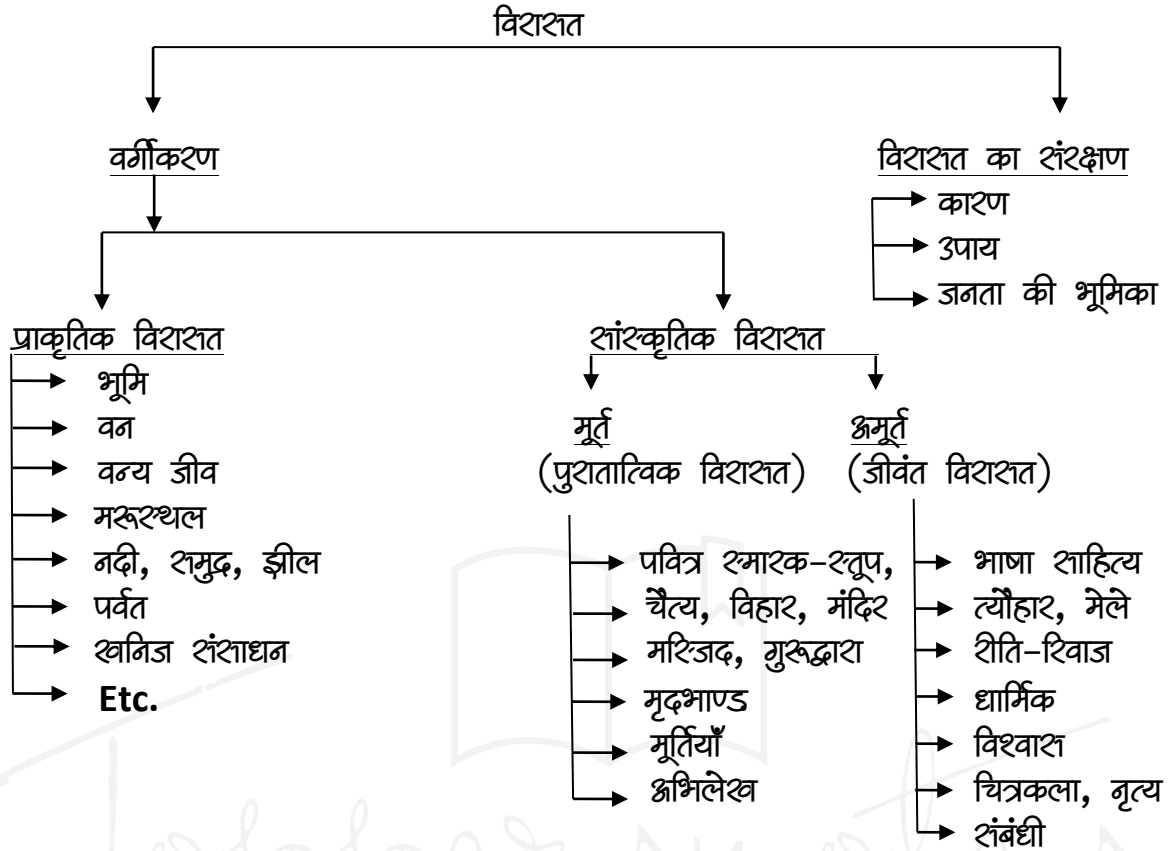 विरासत
वर्गीकरण
विरासत का संरक्षण
कारण
उपाय
जनता की भूमिका
प्राकृतिक विरासत
भूमि
वन
वन्य जीव
मरूस्थल
नदी, समुद्र, झील
पर्वत
खनिज संसाधन
Etc.
सांस्कृतिक विरासत
मूर्त
(पुरातात्विक विरासत)
पवित्र स्मारक-स्तूप,
चैत्य, विहार, मंदिर
मस्जिद, गुरूद्वारा
मृदभाण्ड
मूर्तियाँ
अभिलेख
अमूर्त
(जीवंत विरासत)
भाषा साहित्य
त्यौहार, मेले
रीति-रिवाज
धार्मिक
विश्वास
चित्रकला, नृत्य
संबंधी